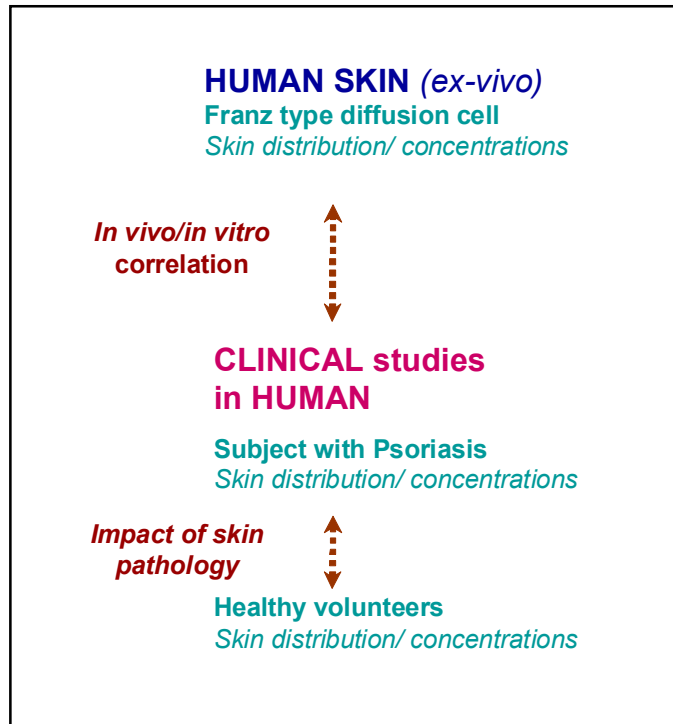 HUMAN SKIN (ex-vivo)
Franz type diffusion cell
Skin distribution/ concentrations
In vivo/in vitro
correlation
CLINICAL studies
in HUMAN
Subject with Psoriasis
Skin distribution/ concentrations
Impact of skin
pathology
Healthy volunteers
Skin distribution/ concentrations